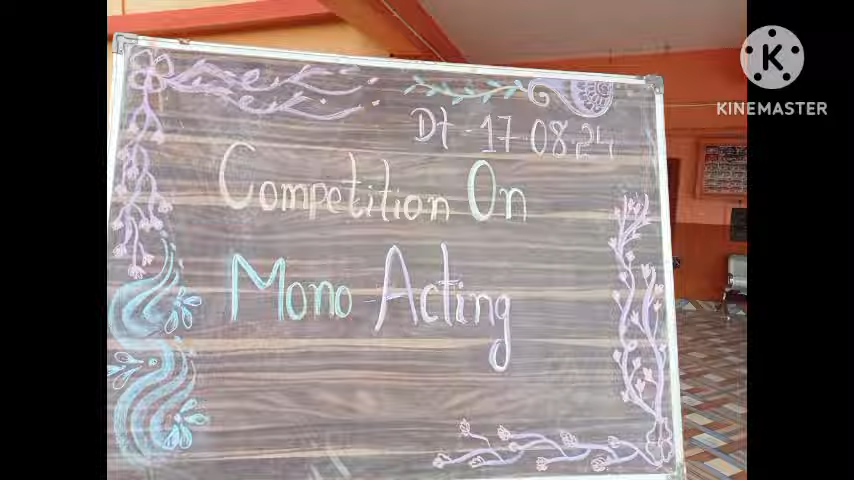 K
KINEMASTER
Dt - 17.08.24
Competition On
Mono Acting